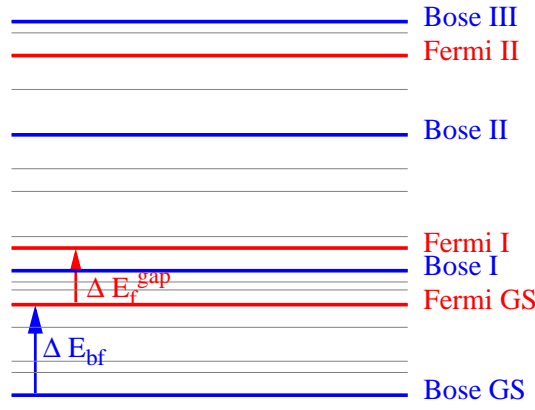 Bose III
Fermi II
Bose II
Fermi I
Bose I
Δ E_f^gap
Fermi GS
Δ E_bf
Bose GS